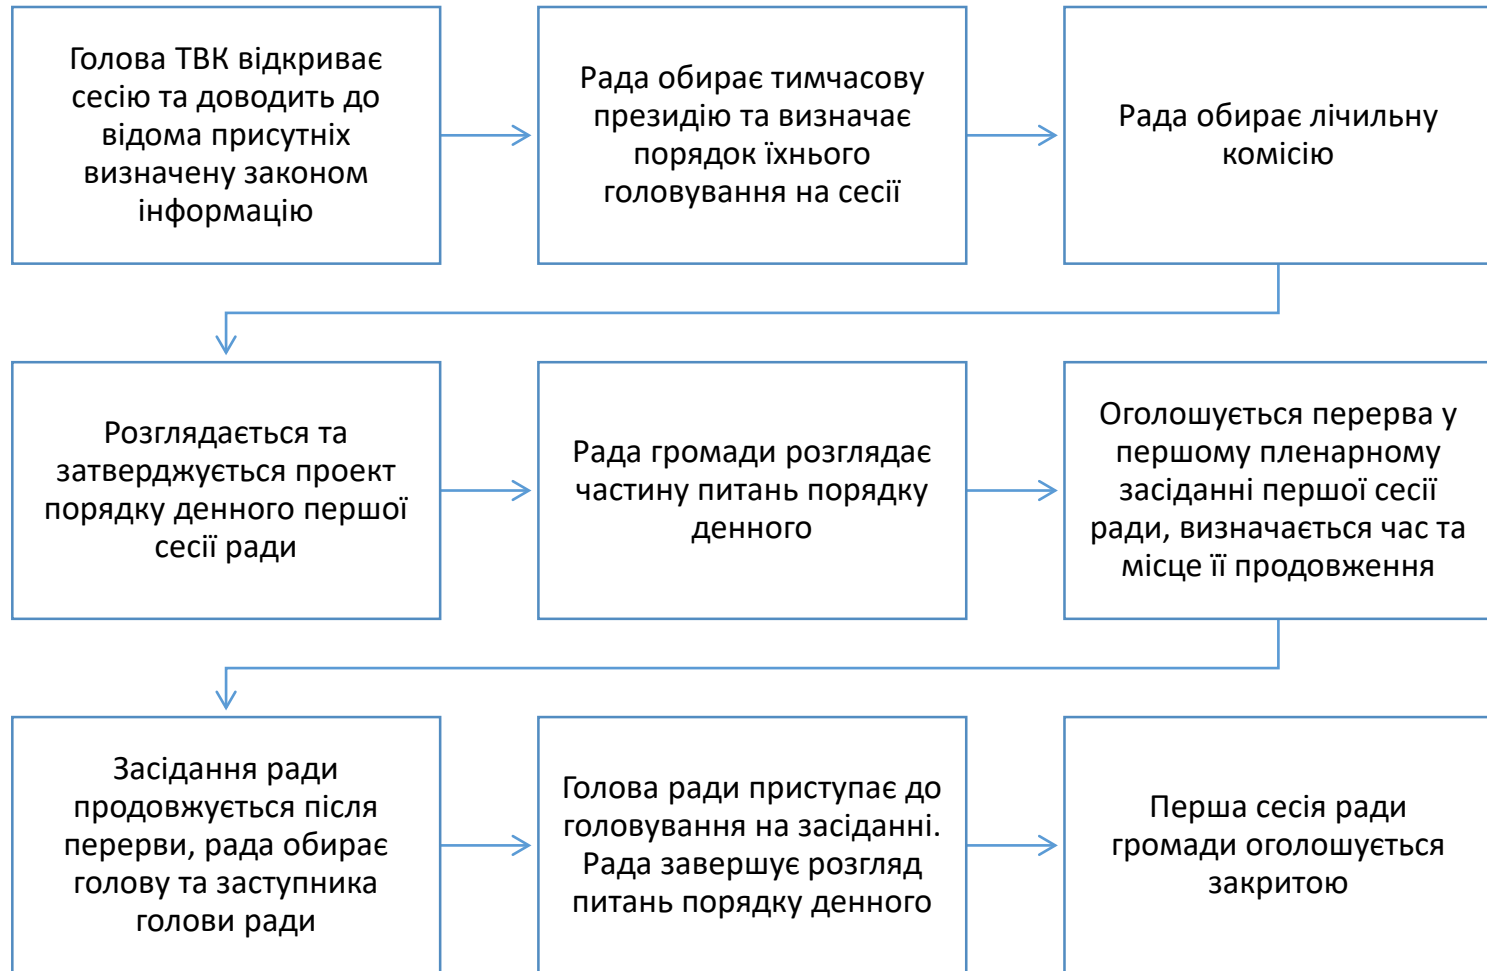 Голова ТВК відкриває
сесію та доводить до
відома присутніх
визначену законом
інформацію
Рада обирає тимчасову
президію та визначає
порядок їхнього
головування на сесії
Рада обирає лічильну
комісію
Розглядається та
затверджується проект
порядку денного першої
сесії ради
Рада громади розглядає
частину питань порядку
денного
Оголошується перерва у
першому пленарному
засіданні першої сесії
ради, визначається час та
місце її продовження
Засідання ради
продовжується після
перерви, рада обирає
голову та заступника
голови ради
Голова ради приступає до
головування на засіданні.
Рада завершує розгляд
питань порядку денного
Перша сесія ради
громади оголошується
закритою